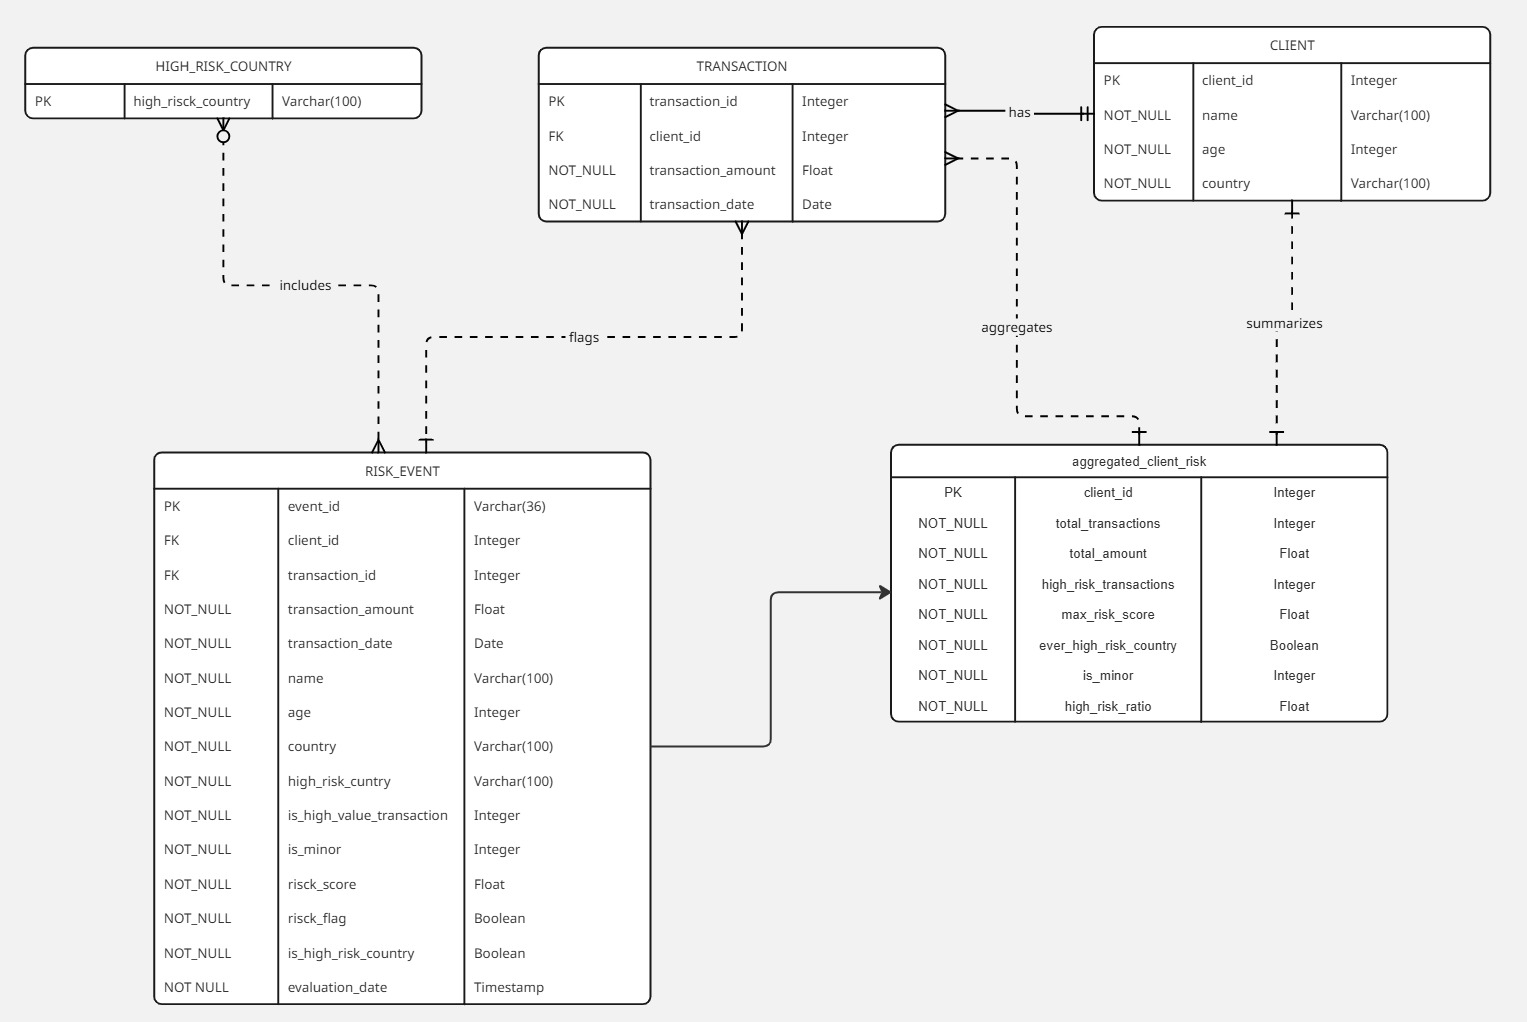 HIGH_RISK_COUNTRY
PK high_risck_country Varchar(100)
TRANSACTION
PK transaction_id Integer
FK client_id Integer
NOT_NULL transaction_amount Float
NOT_NULL transaction_date Date
has
CLIENT
PK client_id Integer
NOT_NULL name Varchar(100)
NOT_NULL age Integer
NOT_NULL country Varchar(100)
includes
flags
aggregates
summarizes
RISK_EVENT
PK event_id Varchar(36)
FK client_id Integer
FK transaction_id Integer
NOT_NULL transaction_amount Float
NOT_NULL transaction_date Date
NOT_NULL name Varchar(100)
NOT_NULL age Integer
NOT_NULL country Varchar(100)
NOT_NULL high_risk_cuntry Varchar(100)
NOT_NULL is_high_value_transaction Integer
NOT_NULL is_minor Integer
NOT_NULL risck_score Float
NOT_NULL risck_flag Boolean
NOT_NULL is_high_risk_country Boolean
NOT NULL evaluation_date Timestamp
aggregated_client_risk
PK client_id Integer
NOT_NULL total_transactions Integer
NOT_NULL total_amount Float
NOT_NULL high_risk_transactions Integer
NOT_NULL max_risk_score Float
NOT_NULL ever_high_risk_country Boolean
NOT_NULL is_minor Integer
NOT_NULL high_risk_ratio Float